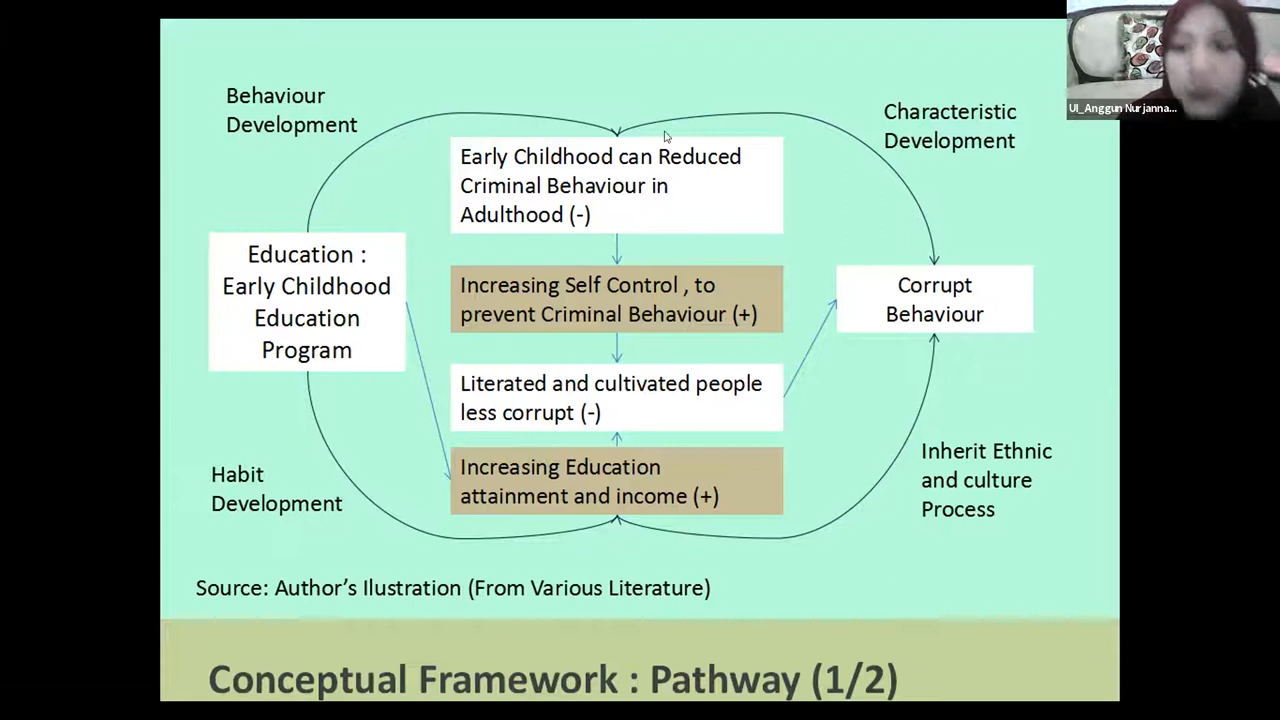 UI_Anggun Nurjanna...
Behaviour
Development
Characteristic
Development
Early Childhood can Reduced
Criminal Behaviour in
Adulthood (-)
Education :
Early Childhood
Education
Program
Increasing Self Control , to
prevent Criminal Behaviour (+)
Corrupt
Behaviour
Literated and cultivated people
less corrupt (-)
Increasing Education
attainment and income (+)
Habit
Development
Inherit Ethnic
and culture
Process
Source: Author’s Ilustration (From Various Literature)
Conceptual Framework : Pathway (1/2)